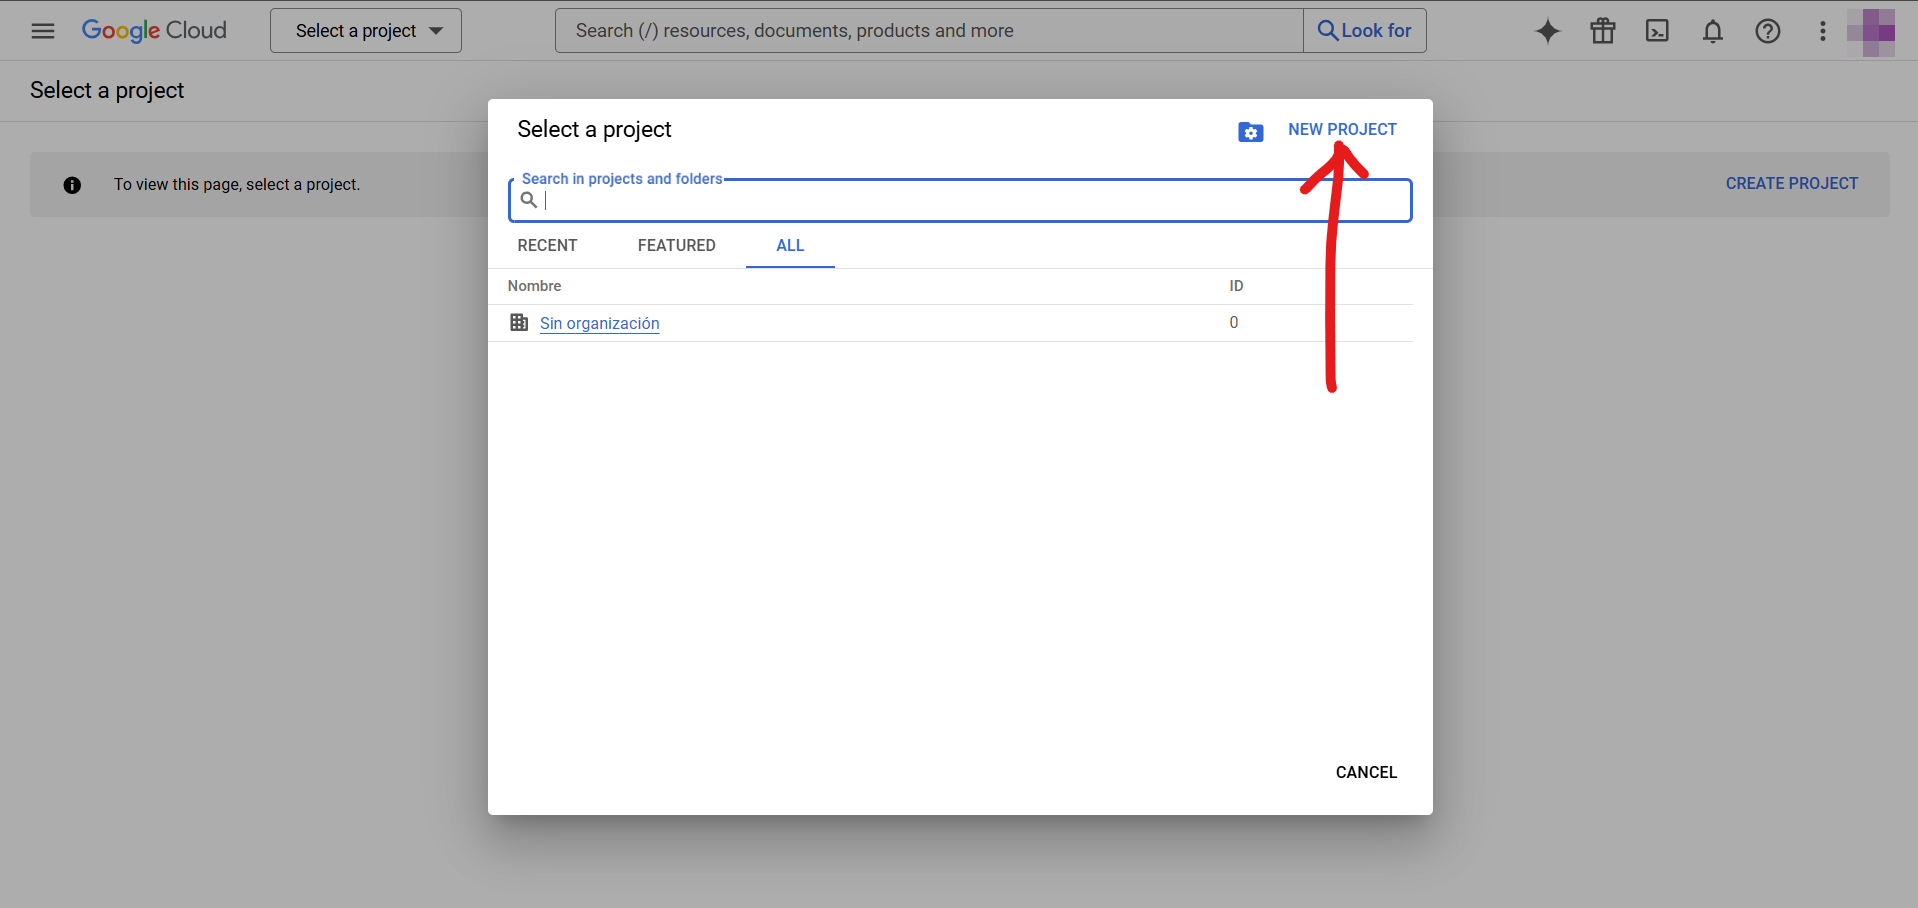 Google Cloud
Select a project
Search (/) resources, documents, products and more
Look for
Select a project
To view this page, select a project.
CREATE PROJECT
Select a project
NEW PROJECT
Search in projects and folders
RECENT FEATURED ALL
Nombre ID
Sin organización 0
CANCEL